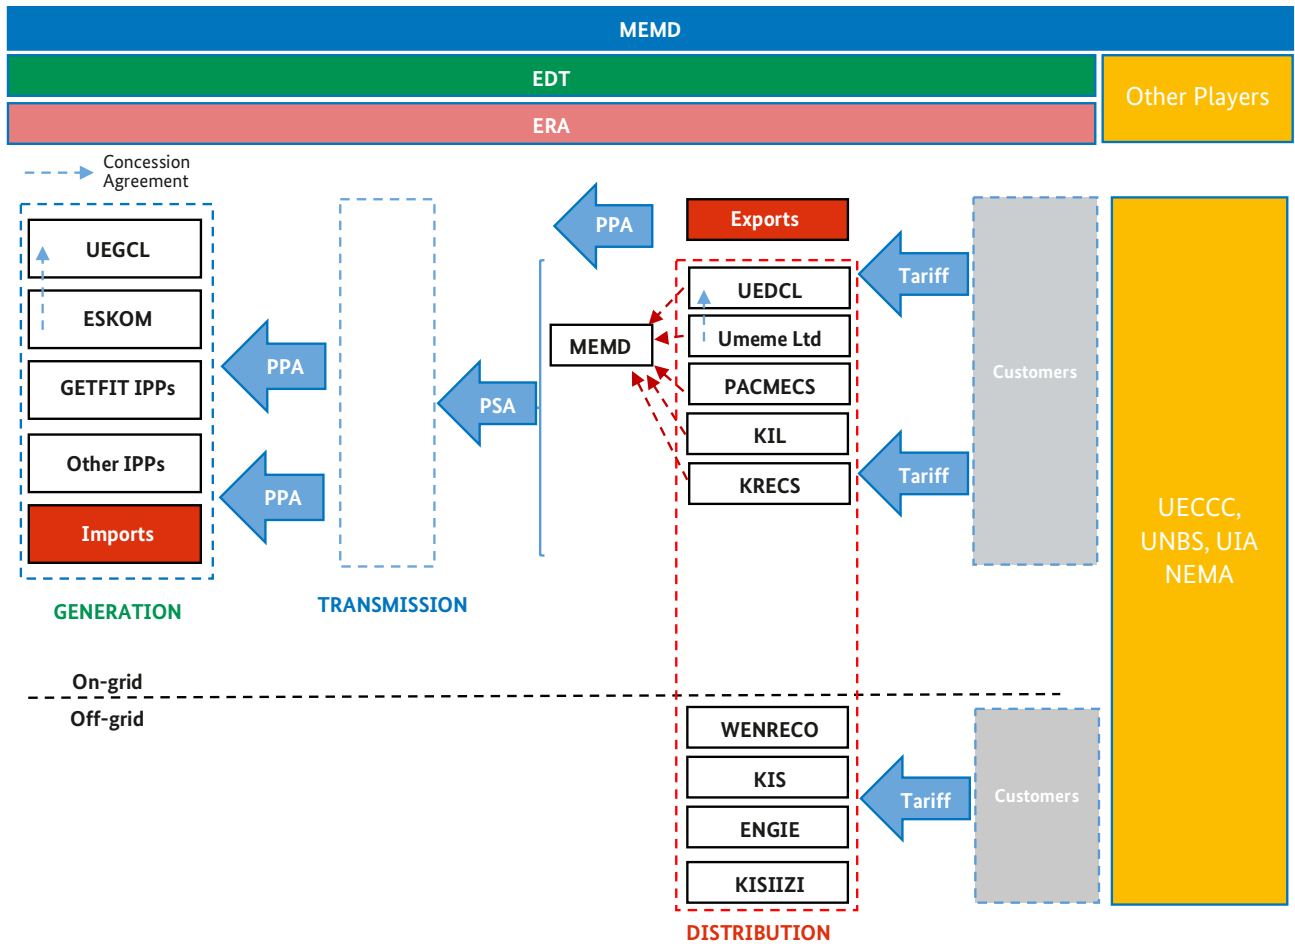 MEMD
EDT
Other Players
ERA
Concession
Agreement
UEGCL
ESKOM
GETFIT IPPs
Other IPPs
Imports
GENERATION
PPA
PPA
TRANSMISSION
PSA
PPA
MEMD
Exports
UEDCL
Umeme Ltd
PACMECS
KIL
KRECS
Tariff
Tariff
Customers
UECCC,
UNBS, UIA
NEMA
On-grid
Off-grid
WENRECO
KIS
ENGIE
KISIIZI
DISTRIBUTION
Tariff
Customers